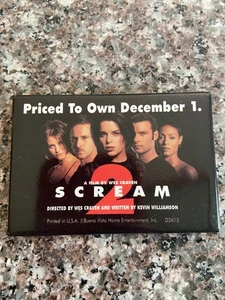 Priced To Own December 1.
A FILM BY WES CRAVEN
SCREAM
2
DIRECTED BY WES CRAVEN AND WRITTEN BY KEVIN WILLIAMSON
Printed in U.S.A. ©Buena Vista Home Entertainment, Inc. D2613